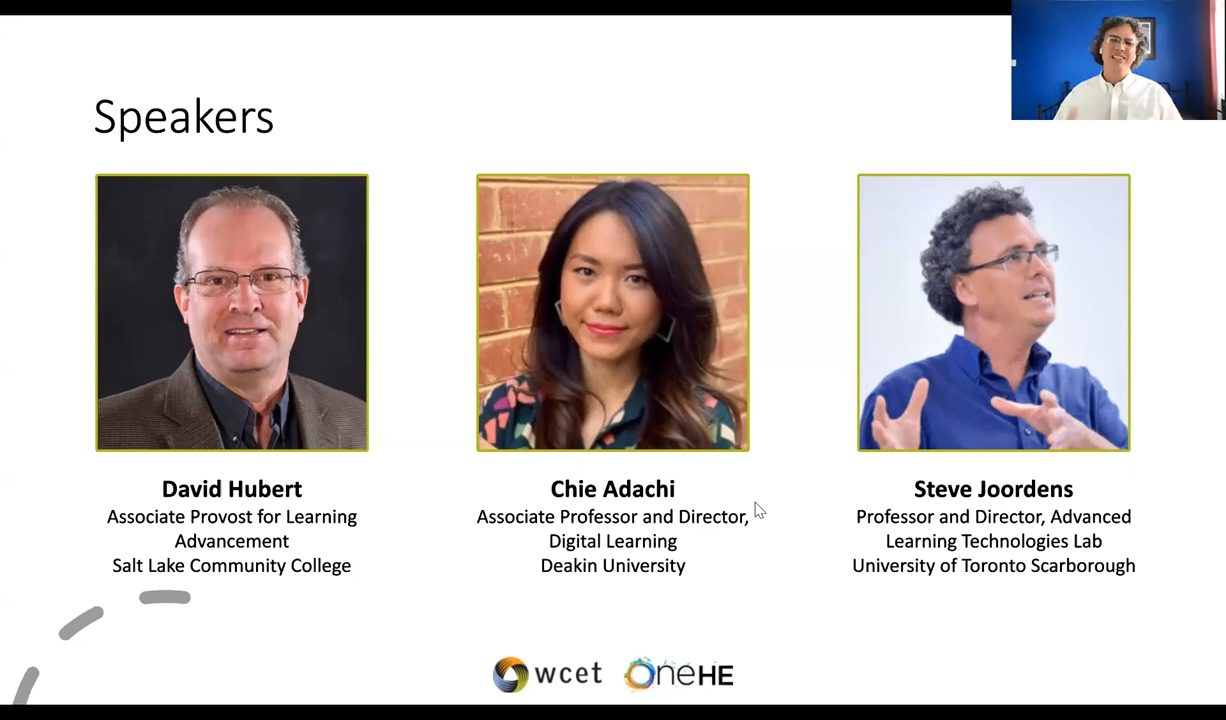 Speakers
David Hubert
Associate Provost for Learning
Advancement
Salt Lake Community College
Chie Adachi
Associate Professor and Director,
Digital Learning
Deakin University
Steve Joordens
Professor and Director, Advanced
Learning Technologies Lab
University of Toronto Scarborough
wcet
OneHE